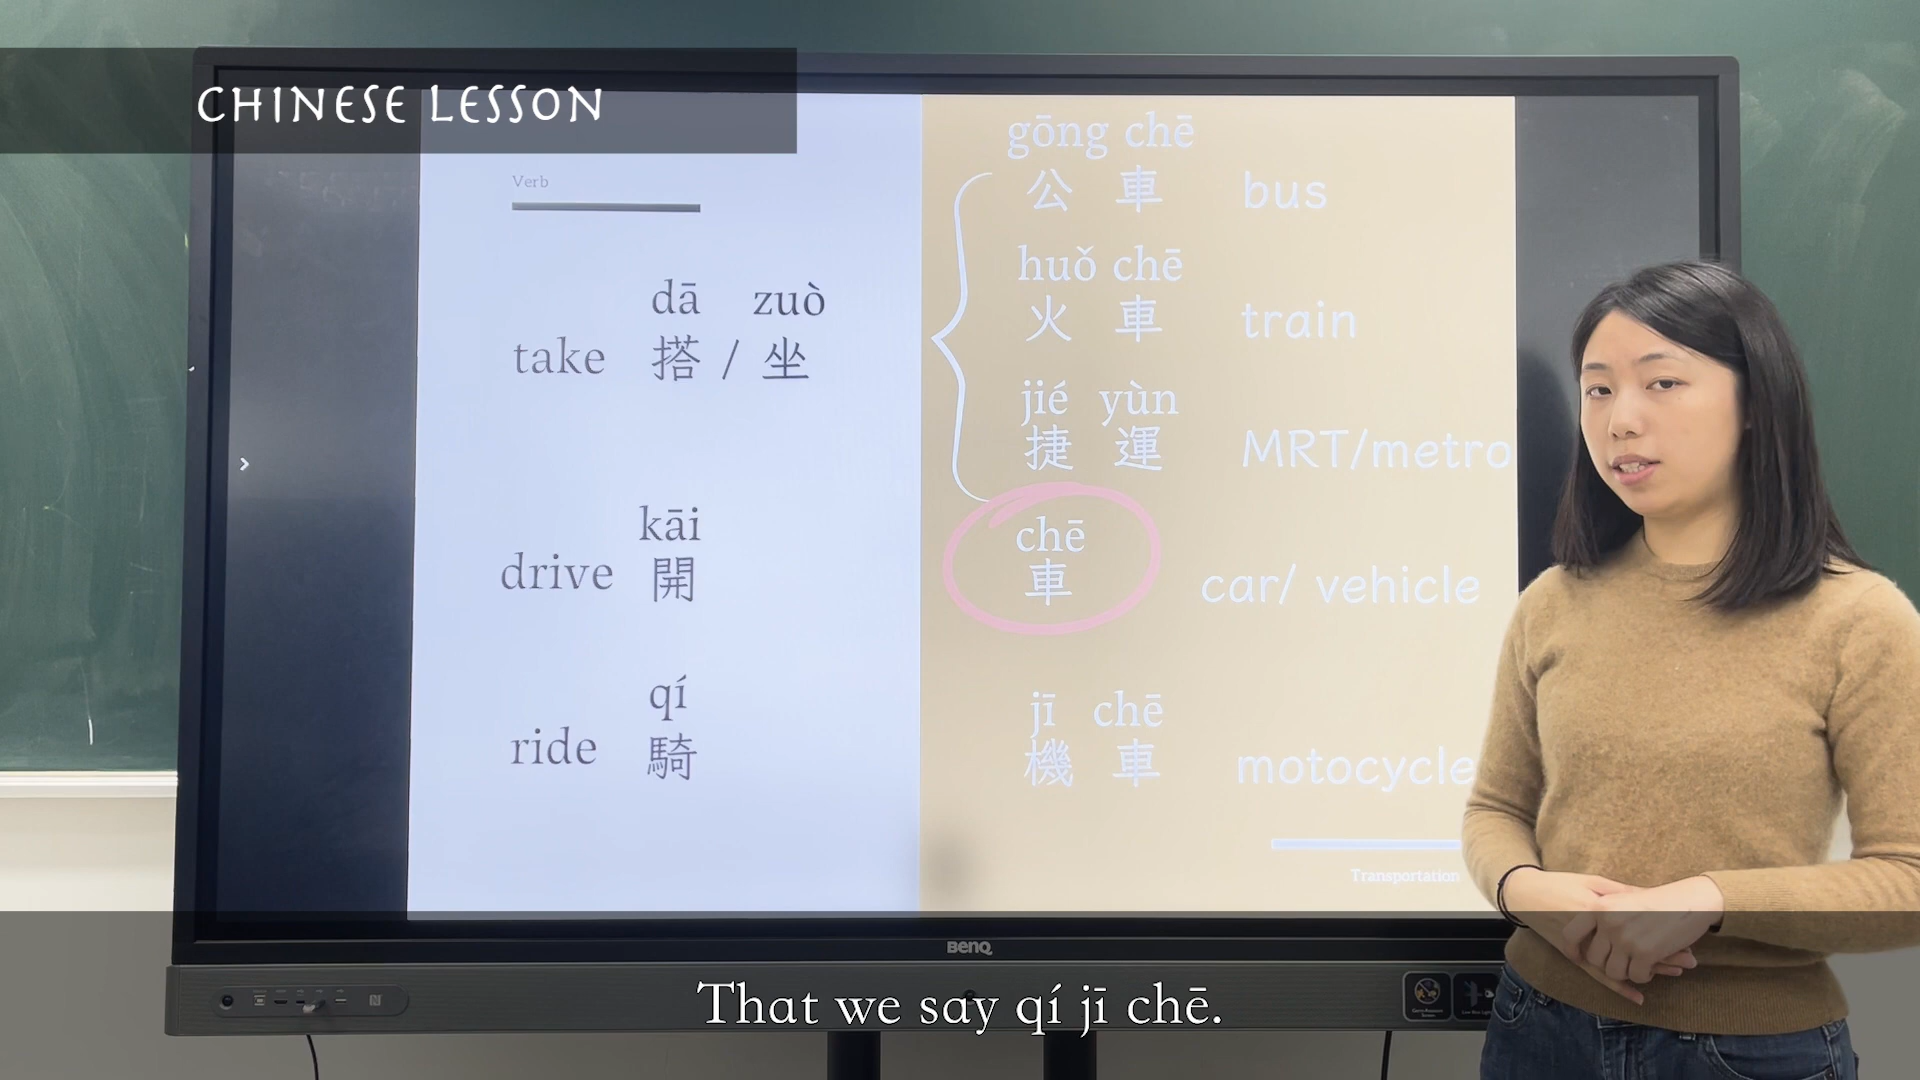 CHINESE LESSON
Verb
dā zuò
take 搭 / 坐
kāi
drive 開
qí
ride 騎
gōng chē
公 車 bus
huǒ chē
火 車 train
jié yùn
捷 運 MRT/metro
chē
車 car/ vehicle
jī chē
機 車 motocycle
Transportation
BenQ
That we say qí jī chē.